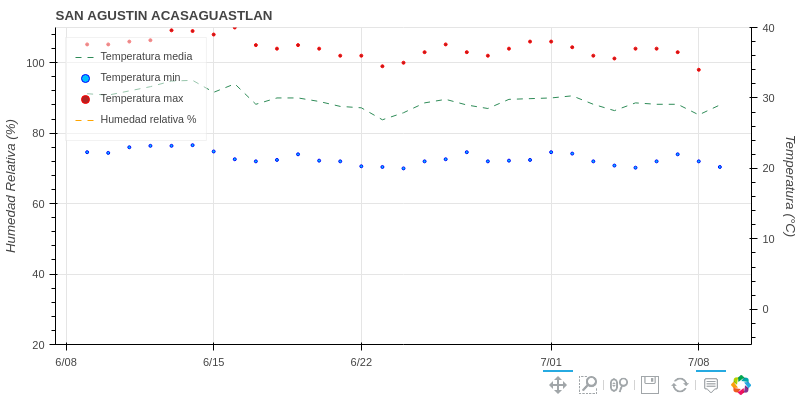 SAN AGUSTIN ACASAGUASTLAN
Temperatura media
Temperatura min
Temperatura max
Humedad relativa %
Humedad Relativa (%)
100
80
60
40
20
40
30
20
10
0
Temperatura (°C)
6/08
6/15
6/22
7/01
7/08